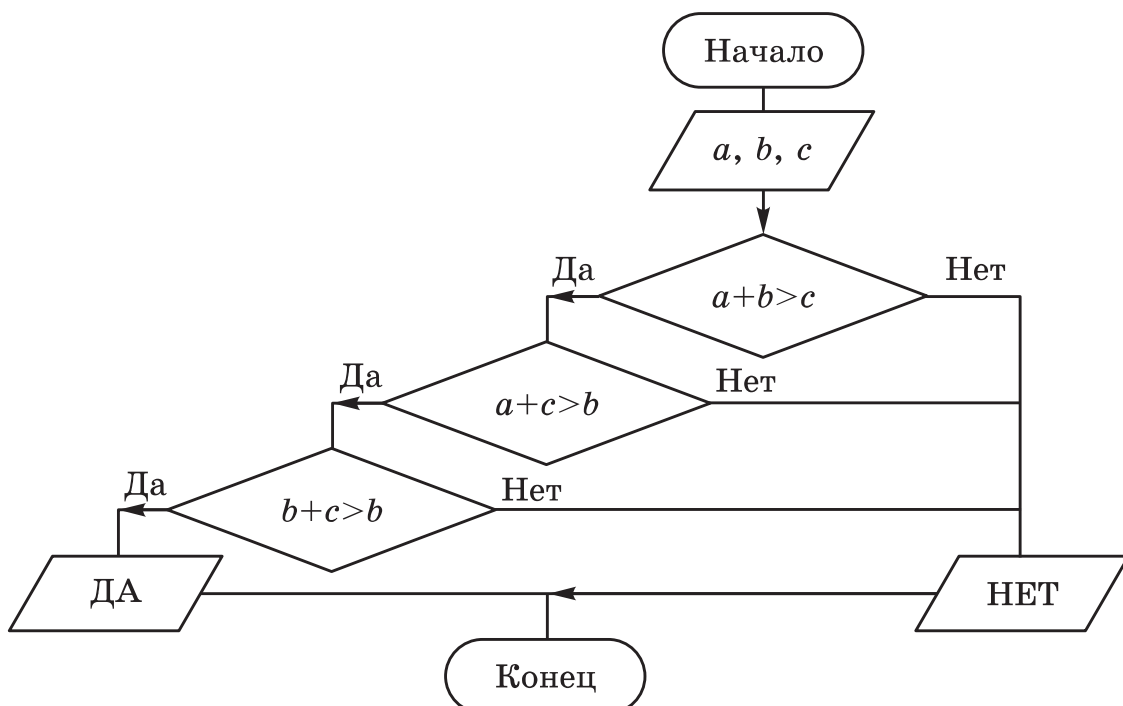 Начало
a, b, c
Да
a+b>c
Нет
Да
a+c>b
Нет
Да
b+c>b
Нет
ДА
НЕТ
Конец